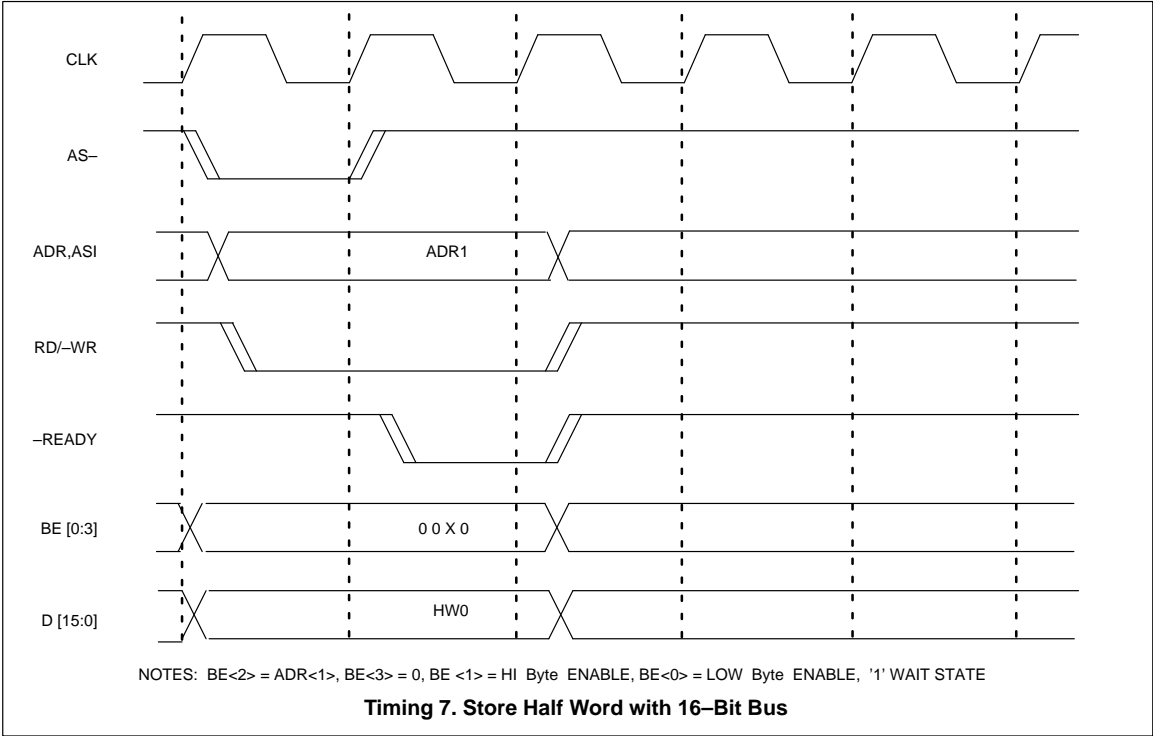 CLK
AS–
ADR,ASI
ADR1
RD/–WR
–READY
BE [0:3]
0 0 X 0
D [15:0]
HW0
NOTES: BE<2> = ADR<1>, BE<3> = 0, BE <1> = HI Byte ENABLE, BE<0> = LOW Byte ENABLE, '1' WAIT STATE
Timing 7. Store Half Word with 16–Bit Bus